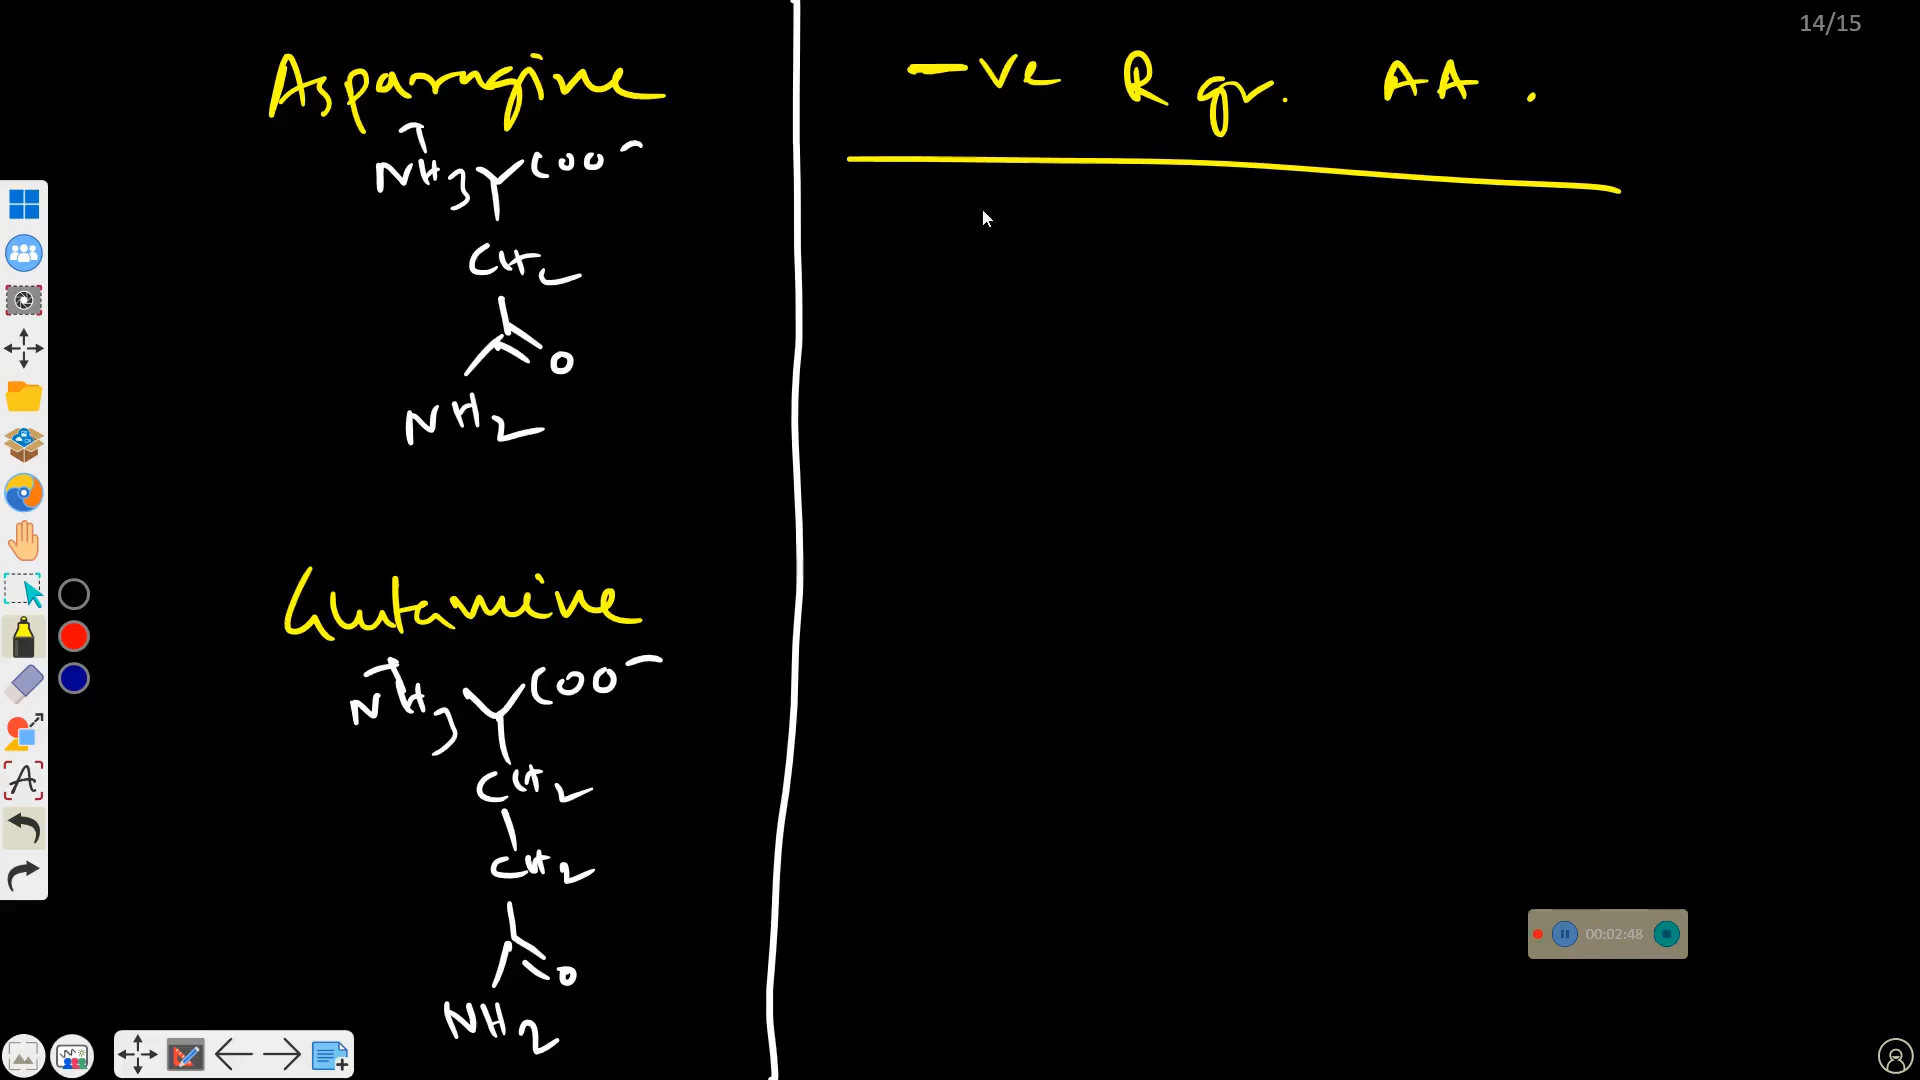 14/15
Asparagine
NH3 COO⁻
CH2
O
NH2
Glutamine
NH3 COO⁻
CH2
CH2
O
NH2
-ve R gr. AA.
00:02:48